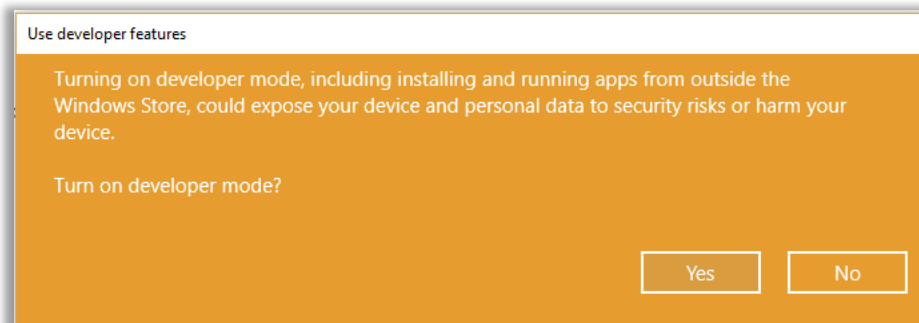 Use developer features
Turning on developer mode, including installing and running apps from outside the
Windows Store, could expose your device and personal data to security risks or harm your
device.
Turn on developer mode?
Yes
No